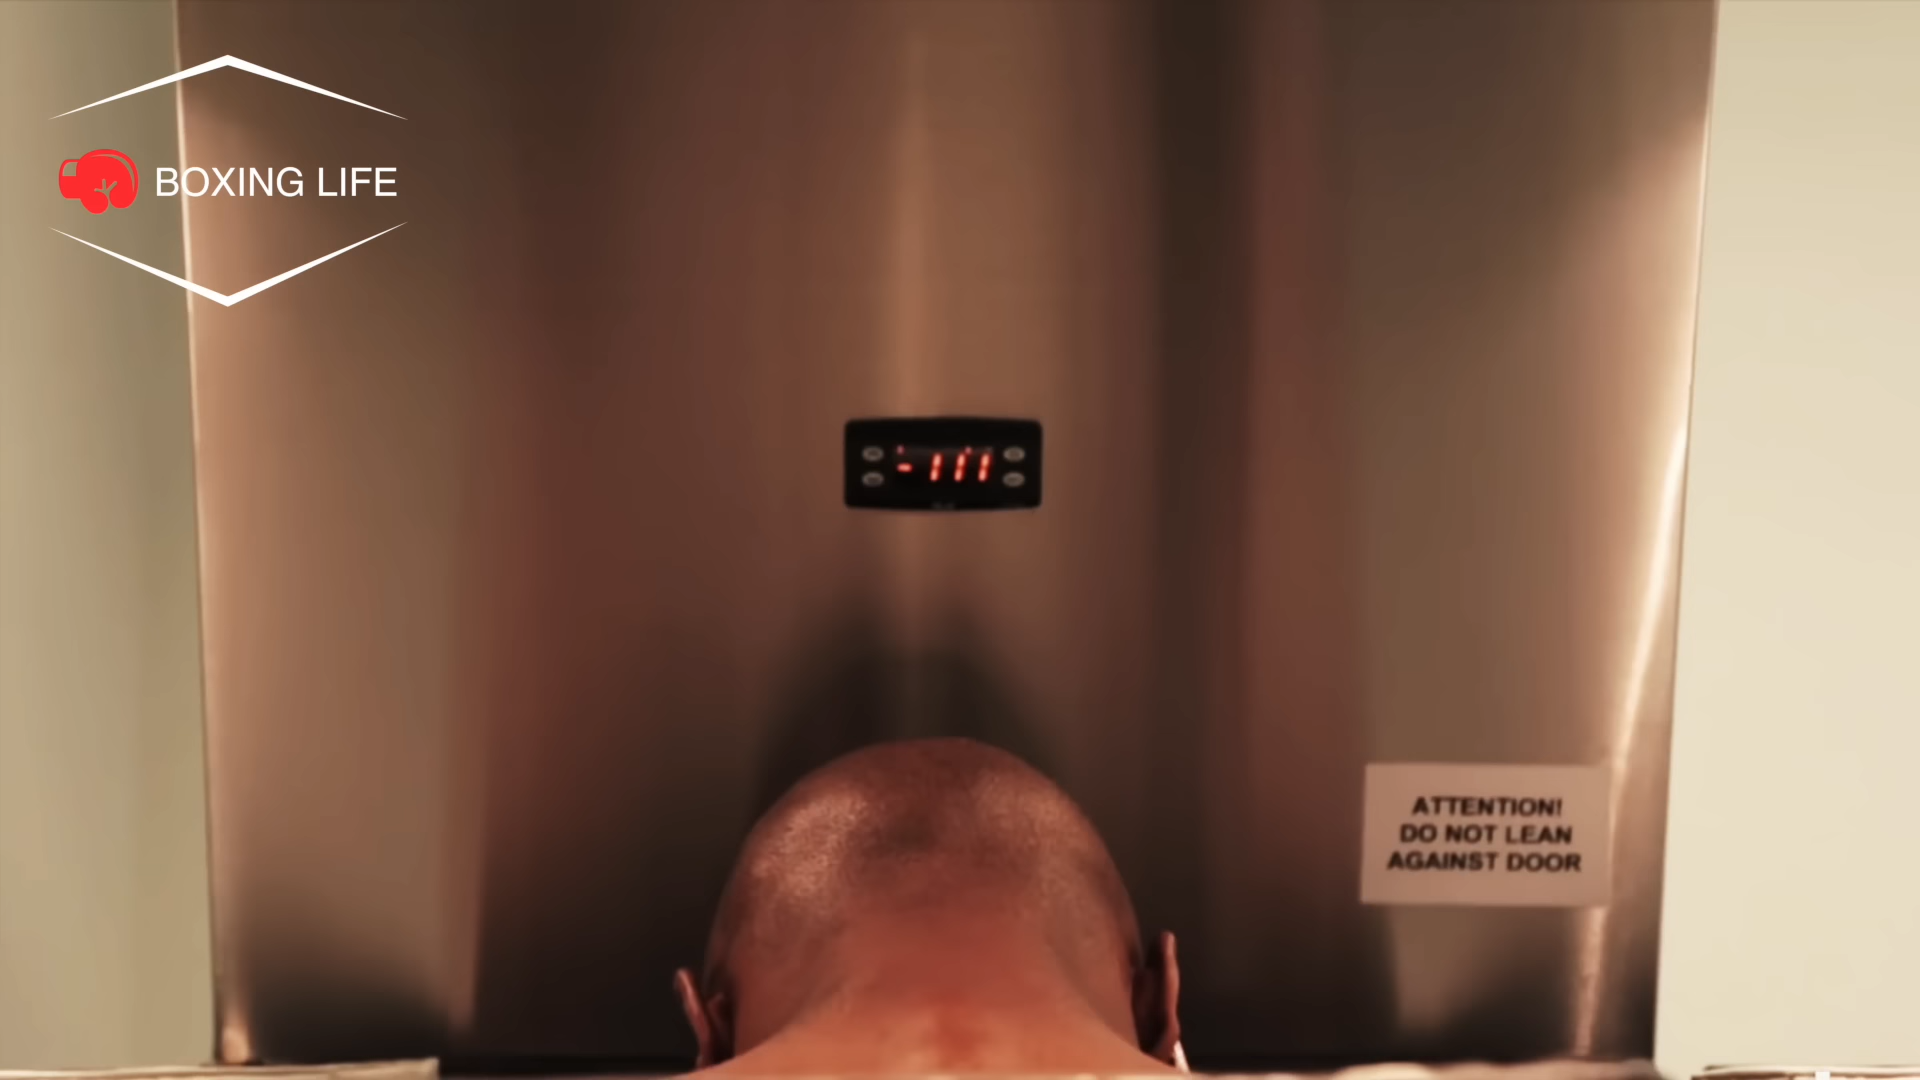 BOXING LIFE
-111
ATTENTION!
DO NOT LEAN
AGAINST DOOR